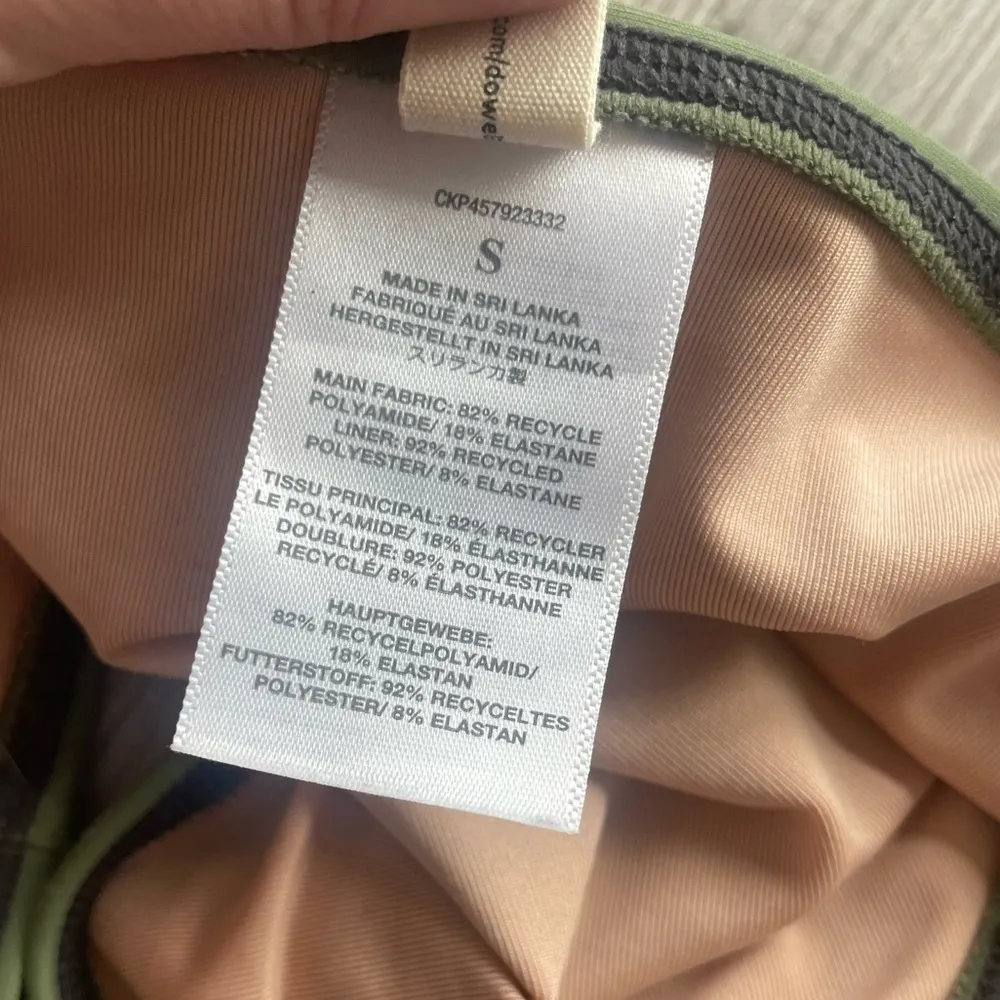 com/dowe
CKP457923332
S
MADE IN SRI LANKA
FABRIQUÉ AU SRI LANKA
HERGESTELLT IN SRI LANKA
スリランカ製
MAIN FABRIC: 82% RECYCLE
POLYAMIDE/ 18% ELASTANE
LINER: 92% RECYCLED
POLYESTER/ 8% ELASTANE
TISSU PRINCIPAL: 82% RECYCLER
LE POLYAMIDE/ 18% ÉLASTHANNE
DOUBLURE: 92% POLYESTER
RECYCLÉ/ 8% ÉLASTHANNE
HAUPTGEWEBE:
82% RECYCELPOLYAMID/
18% ELASTAN
FUTTERSTOFF: 92% RECYCELTES
POLYESTER/ 8% ELASTAN